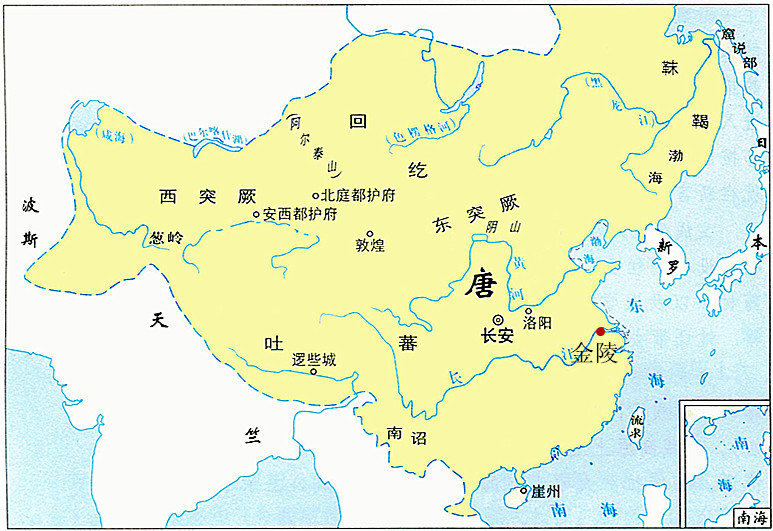 窟说部
靺
鞨
(黑龙江)
回纥
(色楞格河)
(咸海)
(巴尔喀什湖)
(阿尔泰山)
渤海
日本
西突厥
北庭都护府
波斯
安西都护府
东突厥
阴山
葱岭
敦煌
渤海
新罗
黄河
唐
天竺
东海
洛阳
长安
吐蕃
金陵
逻些城
长江
流求
南诏
崖州
南海
南海
南海